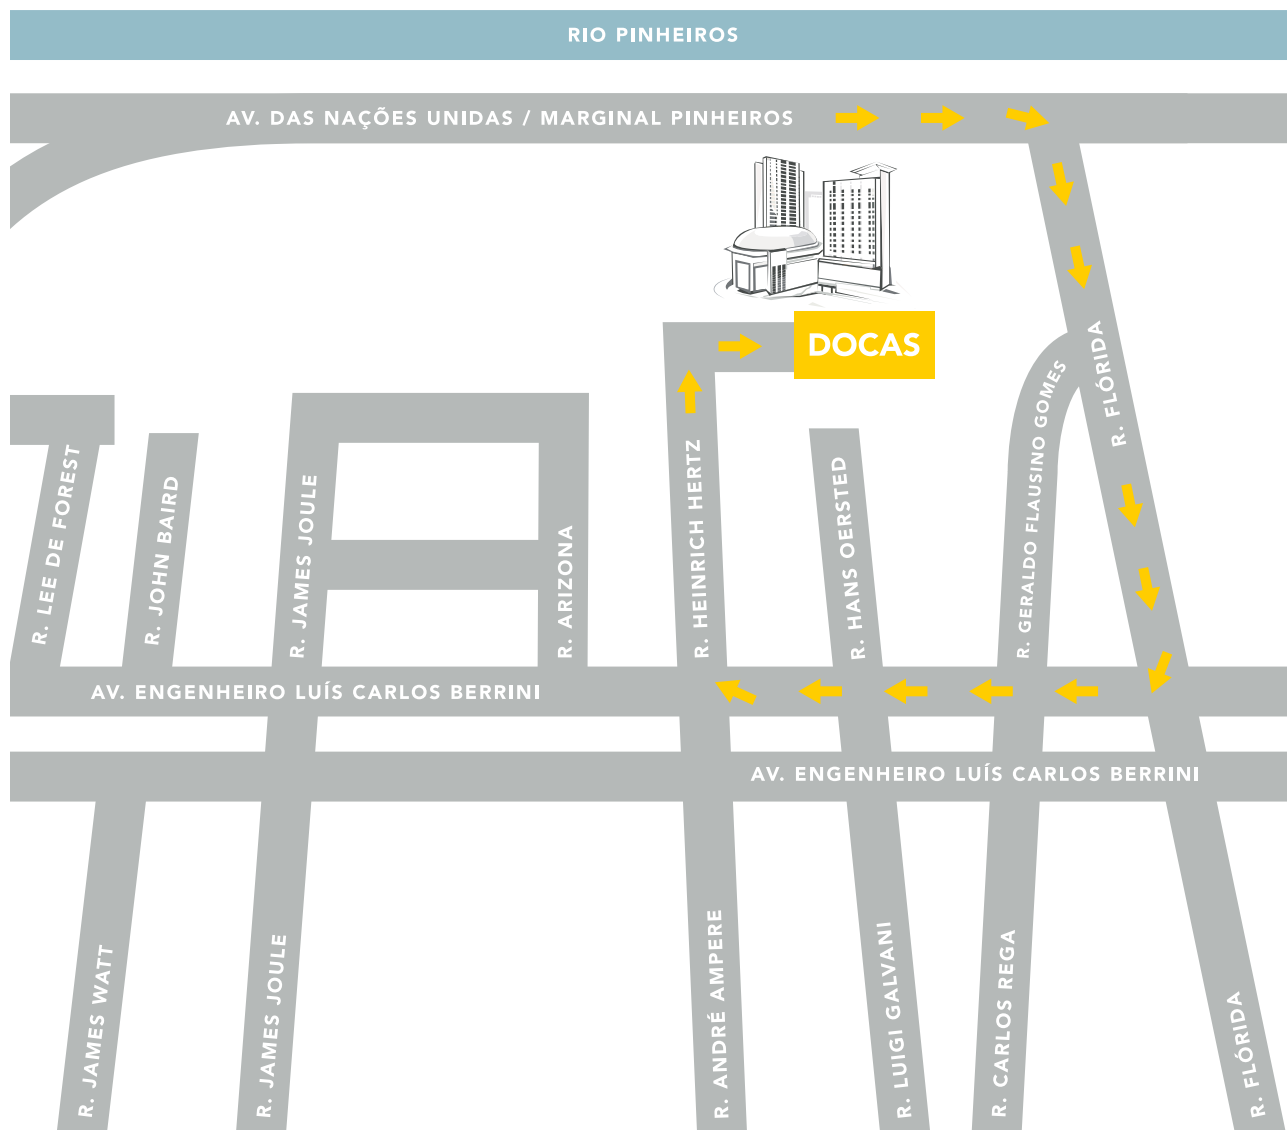 RIO PINHEIROS
AV. DAS NAÇÕES UNIDAS / MARGINAL PINHEIROS
DOCAS
R. FLÓRIDA
R. GERALDO FLAUSINO GOMES
R. LEE DE FOREST
R. JOHN BAIRD
R. JAMES JOULE
R. ARIZONA
R. HEINRICH HERTZ
R. HANS OERSTED
AV. ENGENHEIRO LUÍS CARLOS BERRINI
AV. ENGENHEIRO LUÍS CARLOS BERRINI
R. JAMES WATT
R. JAMES JOULE
R. ANDRÉ AMPERE
R. LUIGI GALVANI
R. CARLOS REGA
R. FLÓRIDA